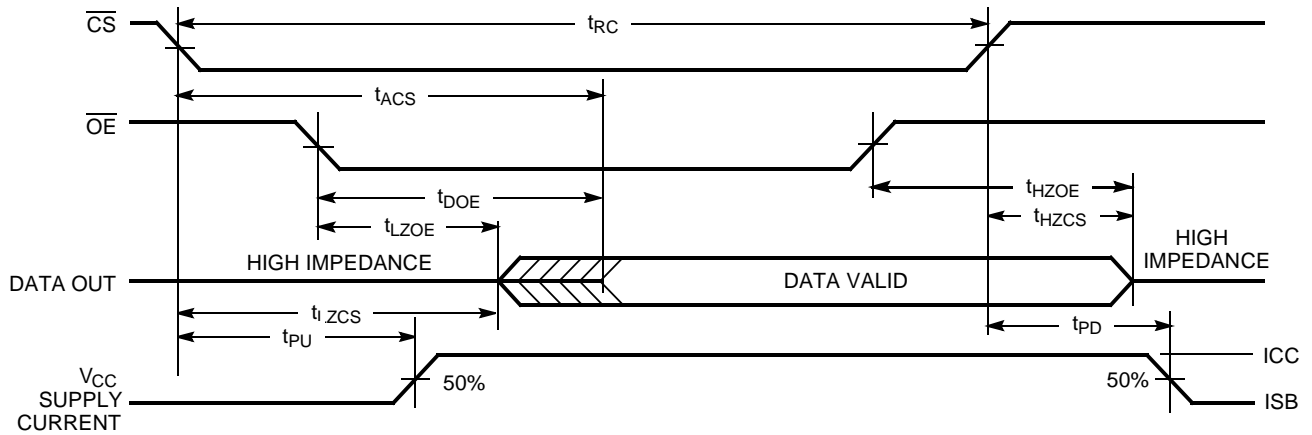 CS
tRC
tACS
OE
tDOE
tHZOE
tLZOE
tHZCS
HIGH IMPEDANCE
HIGH
IMPEDANCE
DATA OUT
DATA VALID
tLZCS
tPU
tPD
VCC
SUPPLY
CURRENT
50%
50%
ICC
ISB